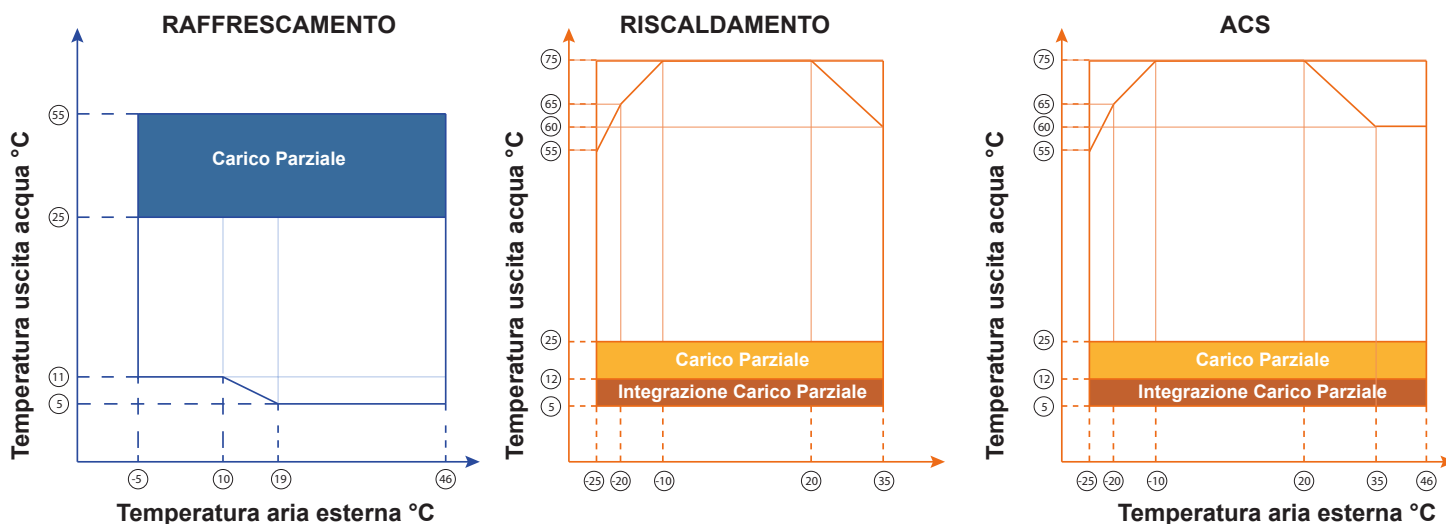 RAFFRESCAMENTO
Temperatura uscita acqua °C
55
25
11
5
Carico Parziale
-5 10 19 46
Temperatura aria esterna °C
RISCALDAMENTO
Temperatura uscita acqua °C
75
65
60
55
25
12
5
Carico Parziale
Integrazione Carico Parziale
-25 -20 -10 20 35
ACS
Temperatura uscita acqua °C
75
65
60
55
25
12
5
Carico Parziale
Integrazione Carico Parziale
-25 -20 -10 20 35 46
Temperatura aria esterna °C